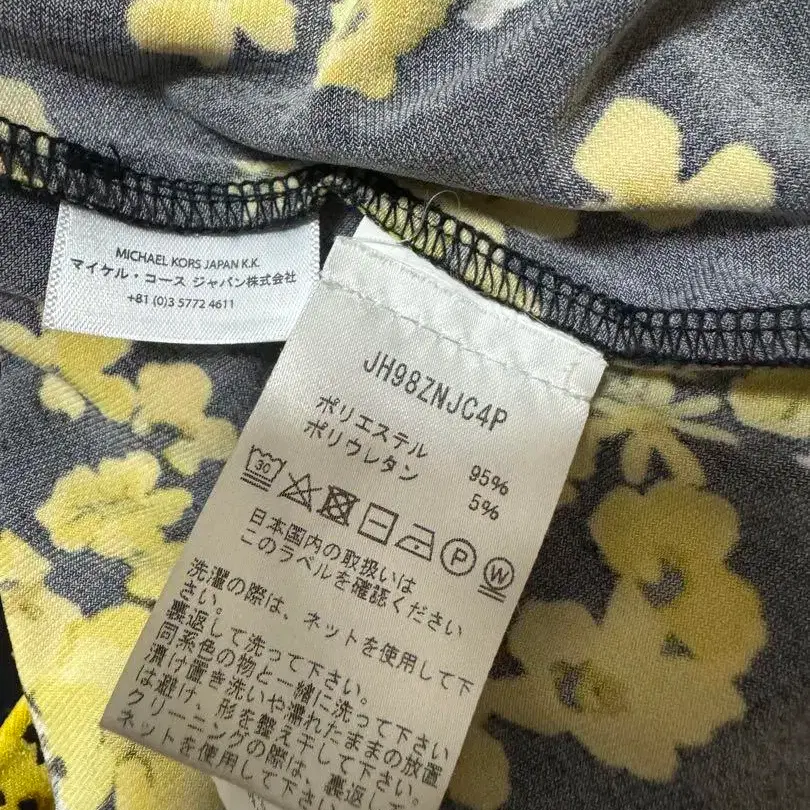 MICHAEL KORS JAPAN K.K.
マイケル・コース ジャパン株式会社
+81 (0)3 5772 4611
JH98ZNJC4P
ポリエステル 95%
ポリウレタン 5%
30
P W
日本国内の取扱いは
このラベルを確認ください
洗濯の際は、ネットを使用して下
さい。
裏返して洗って下さい。
同系色の物と一緒に洗って下さい。
漬け置き洗いや濡れたままの放置
は避け、形を整え干して下さい。
クリーニングの際は、裏返して
ネットを使用して下さい。